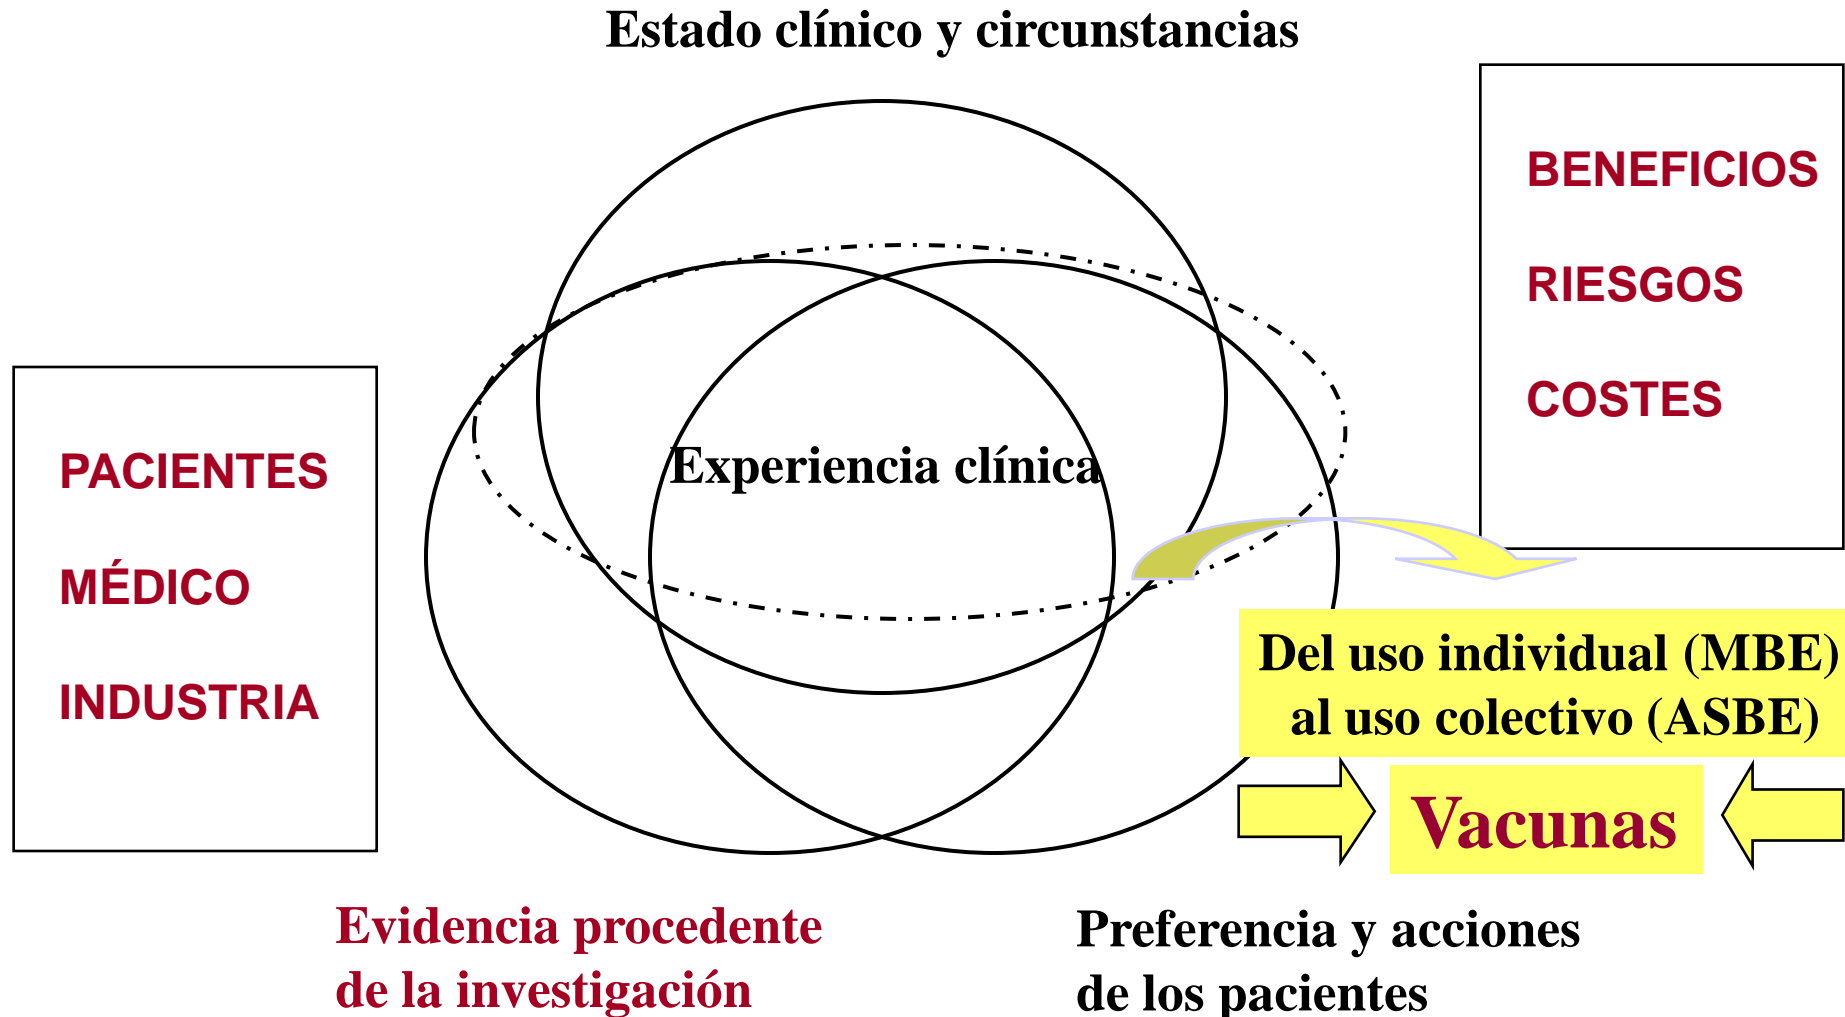 Estado clínico y circunstancias
BENEFICIOS
RIESGOS
COSTES
PACIENTES
MÉDICO
INDUSTRIA
Experiencia clínica
Del uso individual (MBE)
al uso colectivo (ASBE)
Vacunas
Evidencia procedente
de la investigación
Preferencia y acciones
de los pacientes